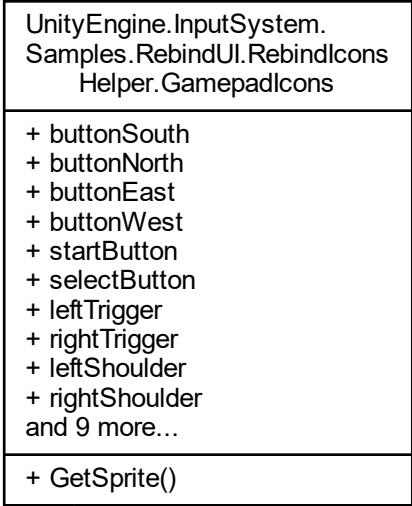 UnityEngine.InputSystem.
Samples.RebindUI.RebindIcons
Helper.GamepadIcons
+ buttonSouth
+ buttonNorth
+ buttonEast
+ buttonWest
+ startButton
+ selectButton
+ leftTrigger
+ rightTrigger
+ leftShoulder
+ rightShoulder
and 9 more...
+ GetSprite()